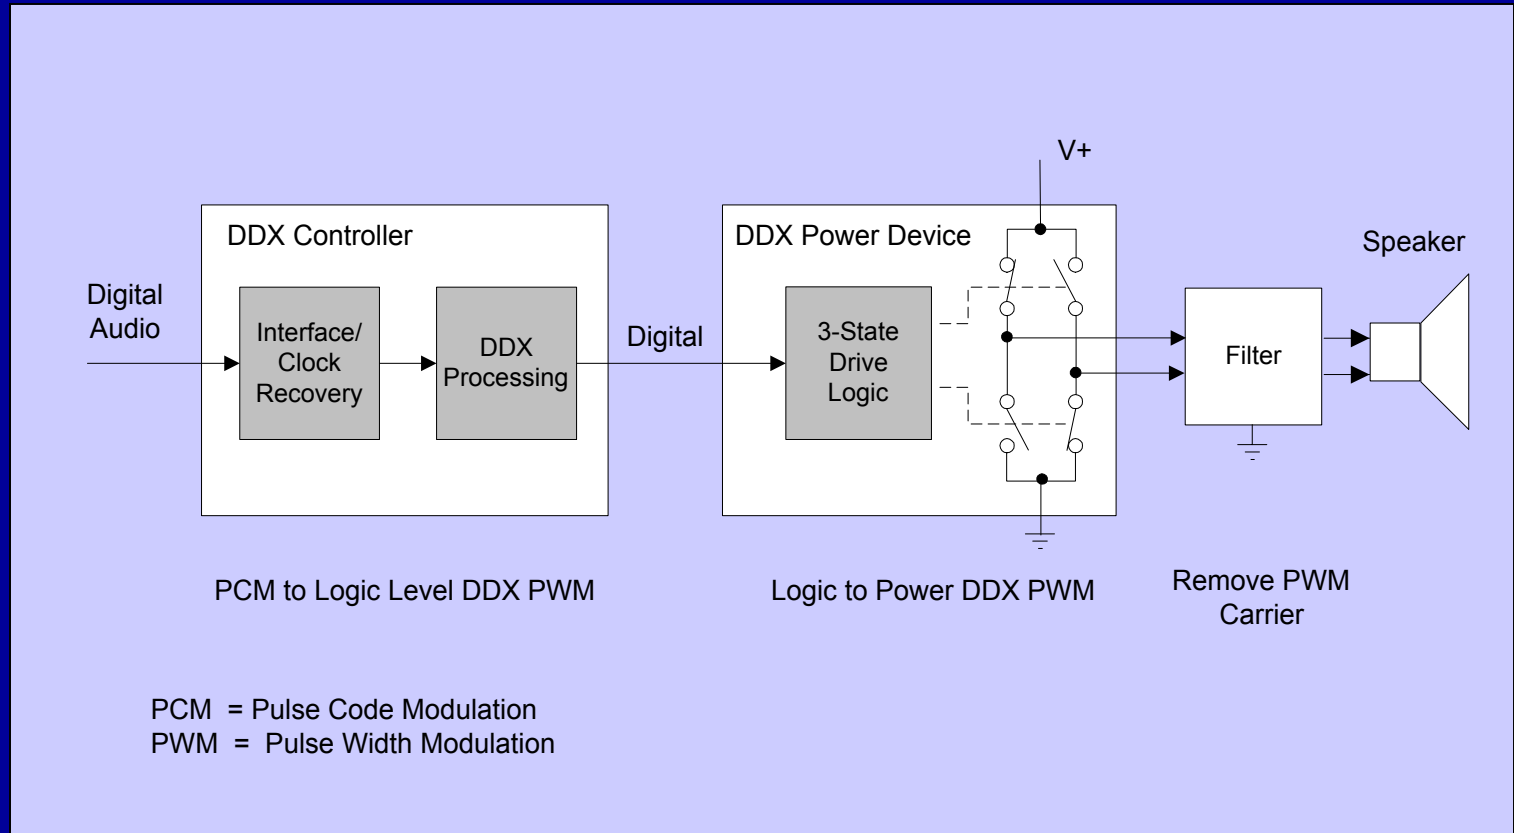 V+
DDX Controller
DDX Power Device
Speaker
Digital
Audio
Interface/
Clock
Recovery
DDX
Processing
Digital
3-State
Drive
Logic
Filter
PCM to Logic Level DDX PWM
Logic to Power DDX PWM
Remove PWM
Carrier
PCM  = Pulse Code Modulation
PWM  =  Pulse Width Modulation